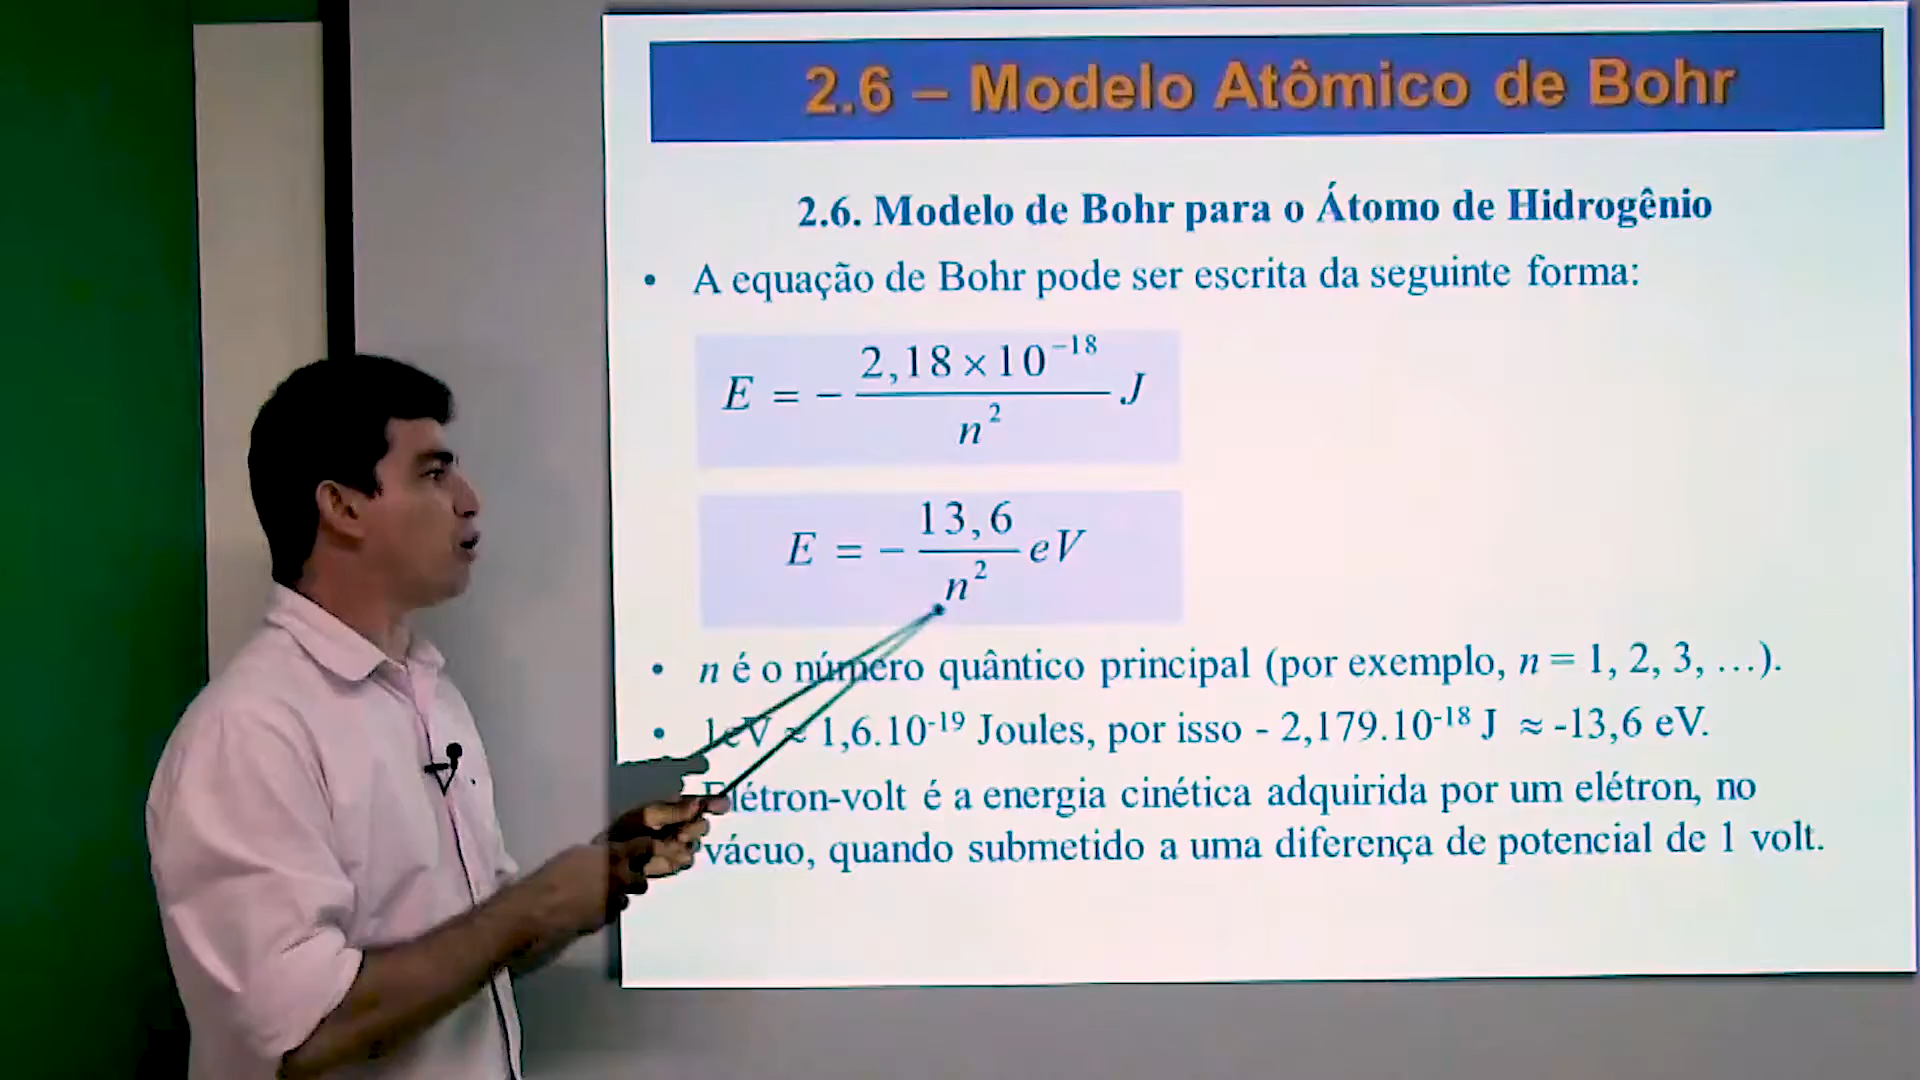 2.6 – Modelo Atômico de Bohr
2.6. Modelo de Bohr para o Átomo de Hidrogênio
• A equação de Bohr pode ser escrita da seguinte forma:
E = − 2,18 × 10⁻¹⁸ / n² J
E = − 13,6 / n² eV
• n é o número quântico principal (por exemplo, n = 1, 2, 3, …).
• 1eV ≈ 1,6.10⁻¹⁹ Joules, por isso - 2,179.10⁻¹⁸ J ≈ -13,6 eV.
Elétron-volt é a energia cinética adquirida por um elétron, no
vácuo, quando submetido a uma diferença de potencial de 1 volt.